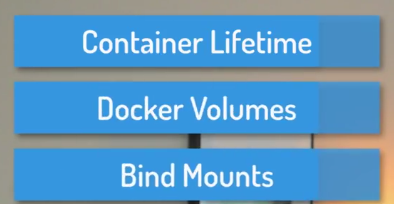 Container Lifetime
Docker Volumes
Bind Mounts